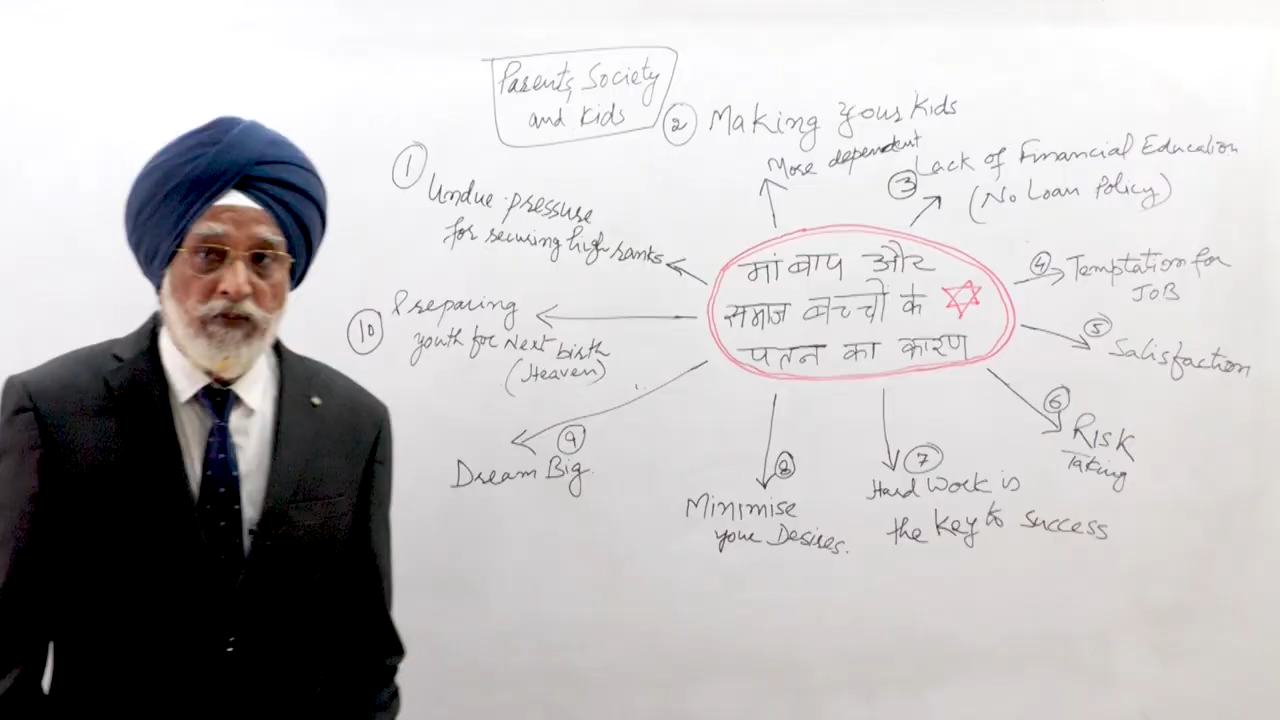 Parents, Society
and Kids
① Undue pressure
for securing high ranks
② Making your Kids
More dependent
③ Lack of Financial Education
(No Loan Policy)
मां बाप और
समाज बच्चों के
पतन का कारण
④ Temptation for
JOB
⑤ Satisfaction
⑥ Risk
Taking
⑦ Hard Work is
the Key to Success
⑧ Minimise
your Desires.
⑨ Dream Big.
⑩ Preparing
youth for Next birth
(Heaven)